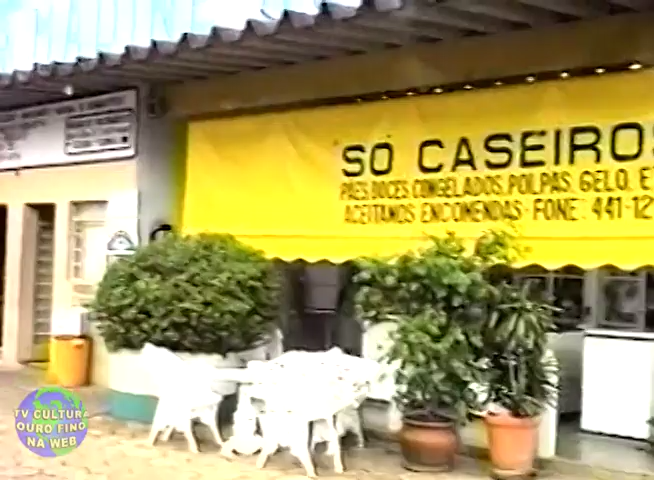 SÓ CASEIROS
PÃES.DOCES.CONGELADOS.POLPAS.GELO.
ACEITAMOS ENCOMENDAS - FONE: 441-12
TV CULTURA
OURO FINO
NA WEB